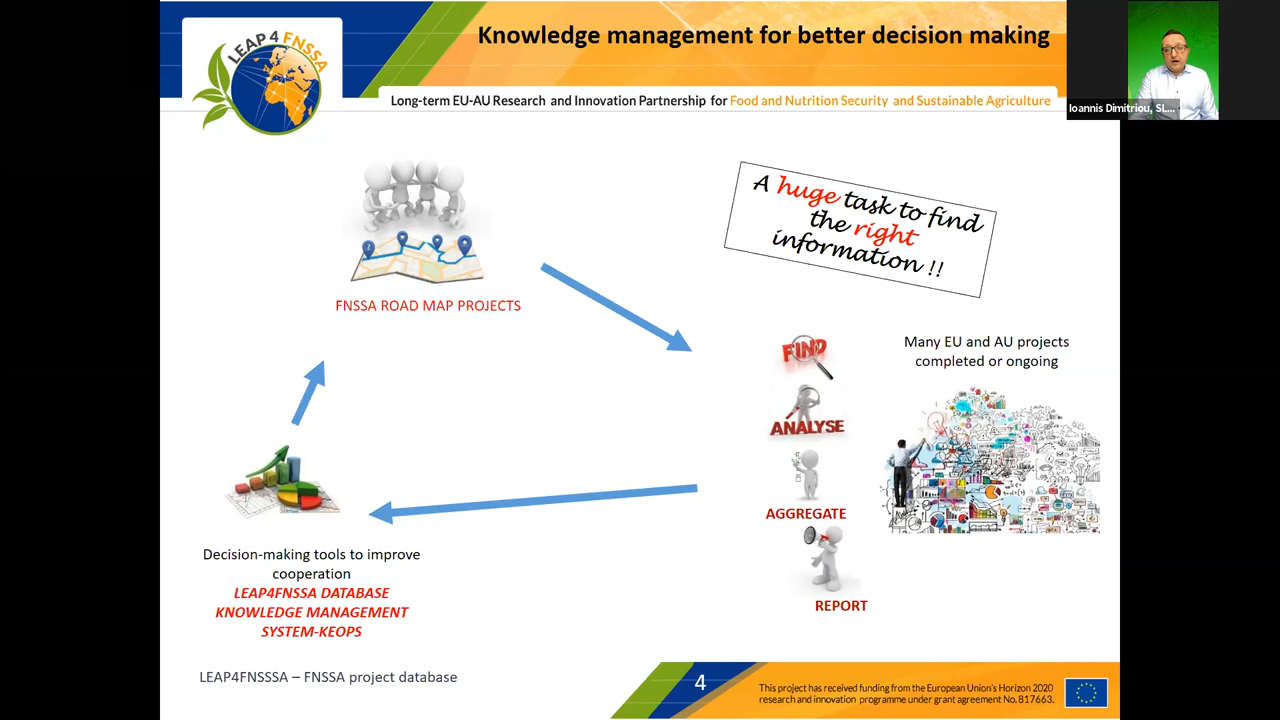 LEAP 4 FNSSA
Knowledge management for better decision making
Long-term EU-AU Research and Innovation Partnership for Food and Nutrition Security and Sustainable Agriculture
Ioannis Dimitriou, SL...
A huge task to find
the right
information !!
FNSSA ROAD MAP PROJECTS
FIND
ANALYSE
AGGREGATE
REPORT
Many EU and AU projects
completed or ongoing
Decision-making tools to improve
cooperation
LEAP4FNSSA DATABASE
KNOWLEDGE MANAGEMENT
SYSTEM-KEOPS
LEAP4FNSSSA – FNSSA project database
4
This project has received funding from the European Union's Horizon 2020
research and innovation programme under grant agreement No. 817663.